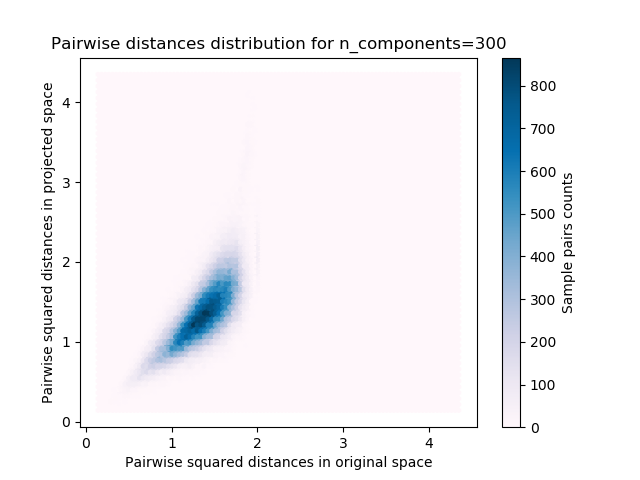 Pairwise distances distribution for n_components=300
Pairwise squared distances in projected space
4
3
2
1
0
0 1 2 3 4
Pairwise squared distances in original space
800
700
600
500
400
300
200
100
0
Sample pairs counts